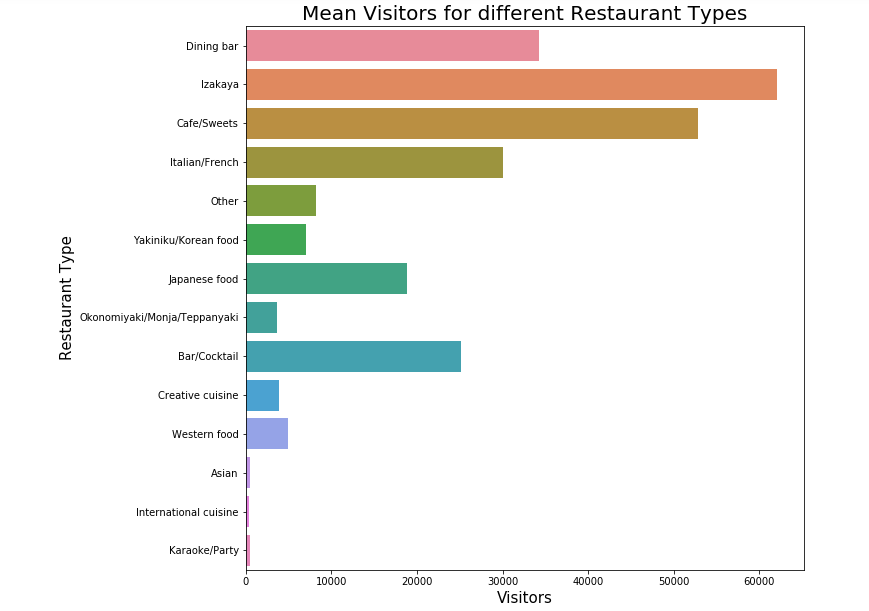 Mean Visitors for different Restaurant Types
Restaurant Type
Dining bar
Izakaya
Cafe/Sweets
Italian/French
Other
Yakiniku/Korean food
Japanese food
Okonomiyaki/Monja/Teppanyaki
Bar/Cocktail
Creative cuisine
Western food
Asian
International cuisine
Karaoke/Party
0 10000 20000 30000 40000 50000 60000
Visitors